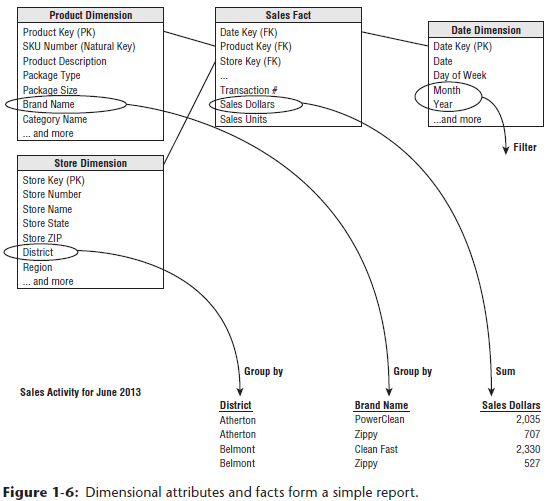 Product Dimension
Product Key (PK)
SKU Number (Natural Key)
Product Description
Package Type
Package Size
Brand Name
Category Name
... and more
Sales Fact
Date Key (FK)
Product Key (FK)
Store Key (FK)
...
Transaction #
Sales Dollars
Sales Units
Date Dimension
Date Key (PK)
Date
Day of Week
Month
Year
...and more
Filter
Store Dimension
Store Key (PK)
Store Number
Store Name
Store State
Store ZIP
District
Region
... and more
Group by
Group by
Sum
Sales Activity for June 2013
District Brand Name Sales Dollars
Atherton PowerClean 2,035
Atherton Zippy 707
Belmont Clean Fast 2,330
Belmont Zippy 527
Figure 1-6: Dimensional attributes and facts form a simple report.